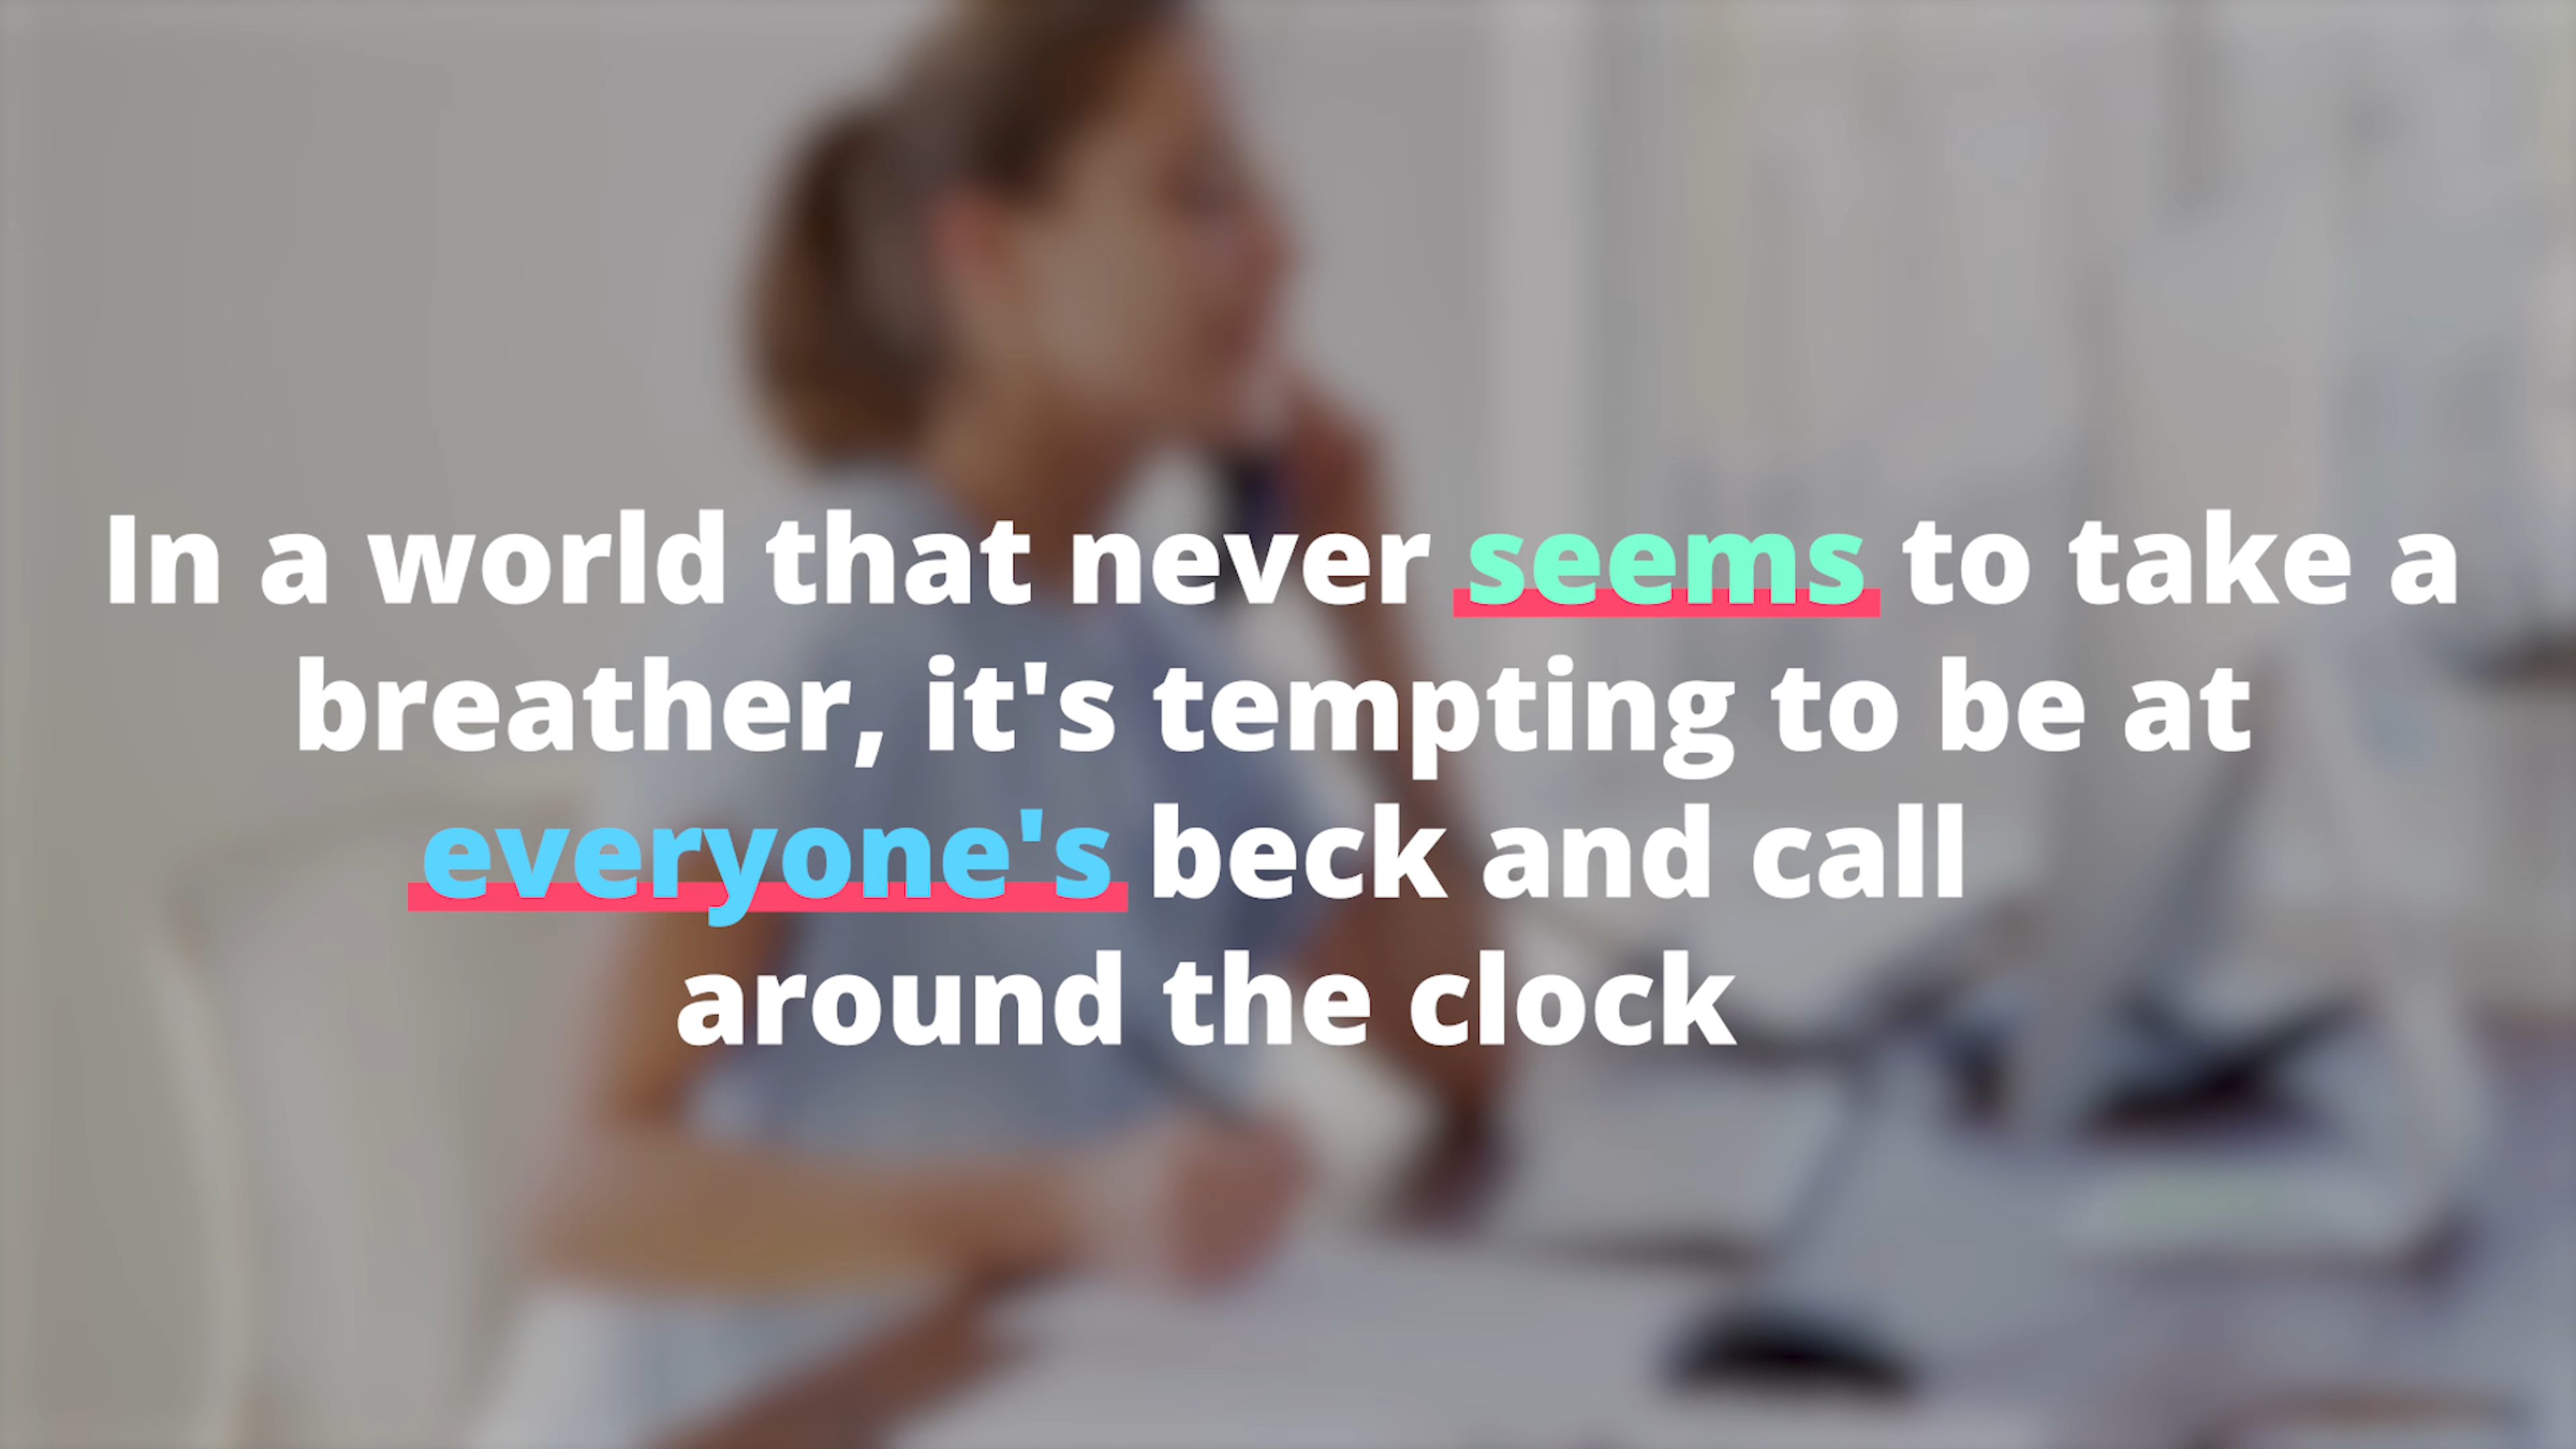 In a world that never seems to take a
breather, it's tempting to be at
everyone's beck and call
around the clock